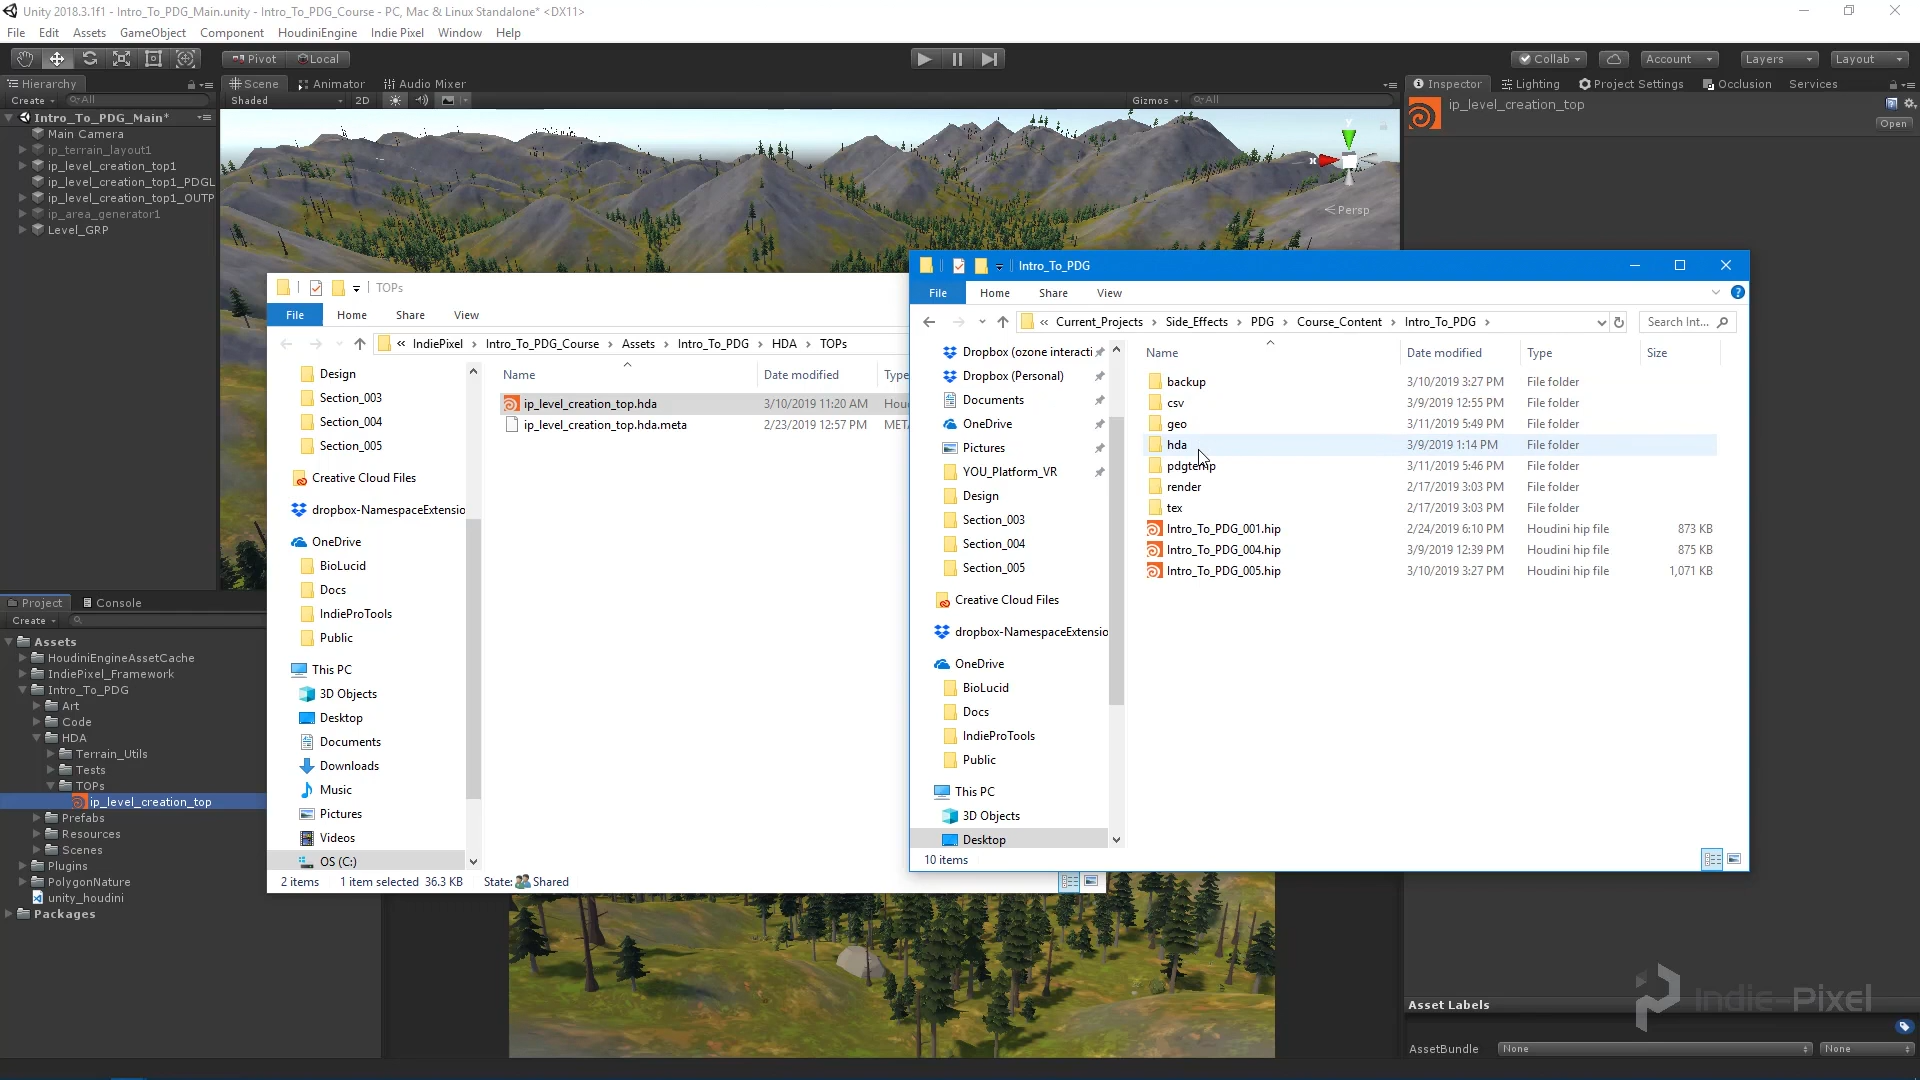 Unity 2018.3.1f1 - Intro_To_PDG_Main.unity - Intro_To_PDG_Course - PC, Mac & Linux Standalone* <DX11>
File Edit Assets GameObject Component HoudiniEngine Indie Pixel Window Help
Pivot Local Collab Account Layers Layout
Hierarchy
Create All
Intro_To_PDG_Main*
Main Camera
ip_terrain_layout1
ip_level_creation_top1
ip_level_creation_top1_PDGL
ip_level_creation_top1_OUTP
ip_area_generator1
Level_GRP
Scene Animator Audio Mixer
Shaded 2D Gizmos All
y
x
Persp
Inspector Lighting Project Settings Occlusion Services
ip_level_creation_top
Open
Project Console
Create
Assets
HoudiniEngineAssetCache
IndiePixel_Framework
Intro_To_PDG
Art
Code
HDA
Terrain_Utils
Tests
TOPs
ip_level_creation_top
Prefabs
Resources
Scenes
Plugins
PolygonNature
unity_houdini
Packages
TOPs
File Home Share View
« IndiePixel > Intro_To_PDG_Course > Assets > Intro_To_PDG > HDA > TOPs
Design
Section_003
Section_004
Section_005
Creative Cloud Files
dropbox-NamespaceExtensio
OneDrive
BioLucid
Docs
IndieProTools
Public
This PC
3D Objects
Desktop
Documents
Downloads
Music
Pictures
Videos
OS (C:)
Name Date modified Type
ip_level_creation_top.hda 3/10/2019 11:20 AM Hou
ip_level_creation_top.hda.meta 2/23/2019 12:57 PM META
2 items 1 item selected 36.3 KB State: Shared
Intro_To_PDG
File Home Share View
« Current_Projects > Side_Effects > PDG > Course_Content > Intro_To_PDG > Search Int...
Dropbox (ozone interacti
Dropbox (Personal)
Documents
OneDrive
Pictures
YOU_Platform_VR
Design
Section_003
Section_004
Section_005
Creative Cloud Files
dropbox-NamespaceExtensio
OneDrive
BioLucid
Docs
IndieProTools
Public
This PC
3D Objects
Desktop
Name Date modified Type Size
backup 3/10/2019 3:27 PM File folder
csv 3/9/2019 12:55 PM File folder
geo 3/11/2019 5:49 PM File folder
hda 3/9/2019 1:14 PM File folder
pdgtemp 3/11/2019 5:46 PM File folder
render 2/17/2019 3:03 PM File folder
tex 2/17/2019 3:03 PM File folder
Intro_To_PDG_001.hip 2/24/2019 6:10 PM Houdini hip file 873 KB
Intro_To_PDG_004.hip 3/9/2019 12:39 PM Houdini hip file 875 KB
Intro_To_PDG_005.hip 3/10/2019 3:27 PM Houdini hip file 1,071 KB
10 items
Asset Labels
Indie-Pixel
AssetBundle None None